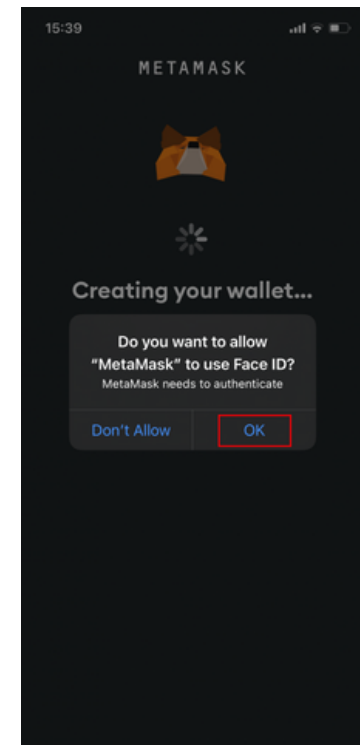 15:39
METAMASK
Creating your wallet...
Do you want to allow
“MetaMask” to use Face ID?
MetaMask needs to authenticate
Don't Allow
OK